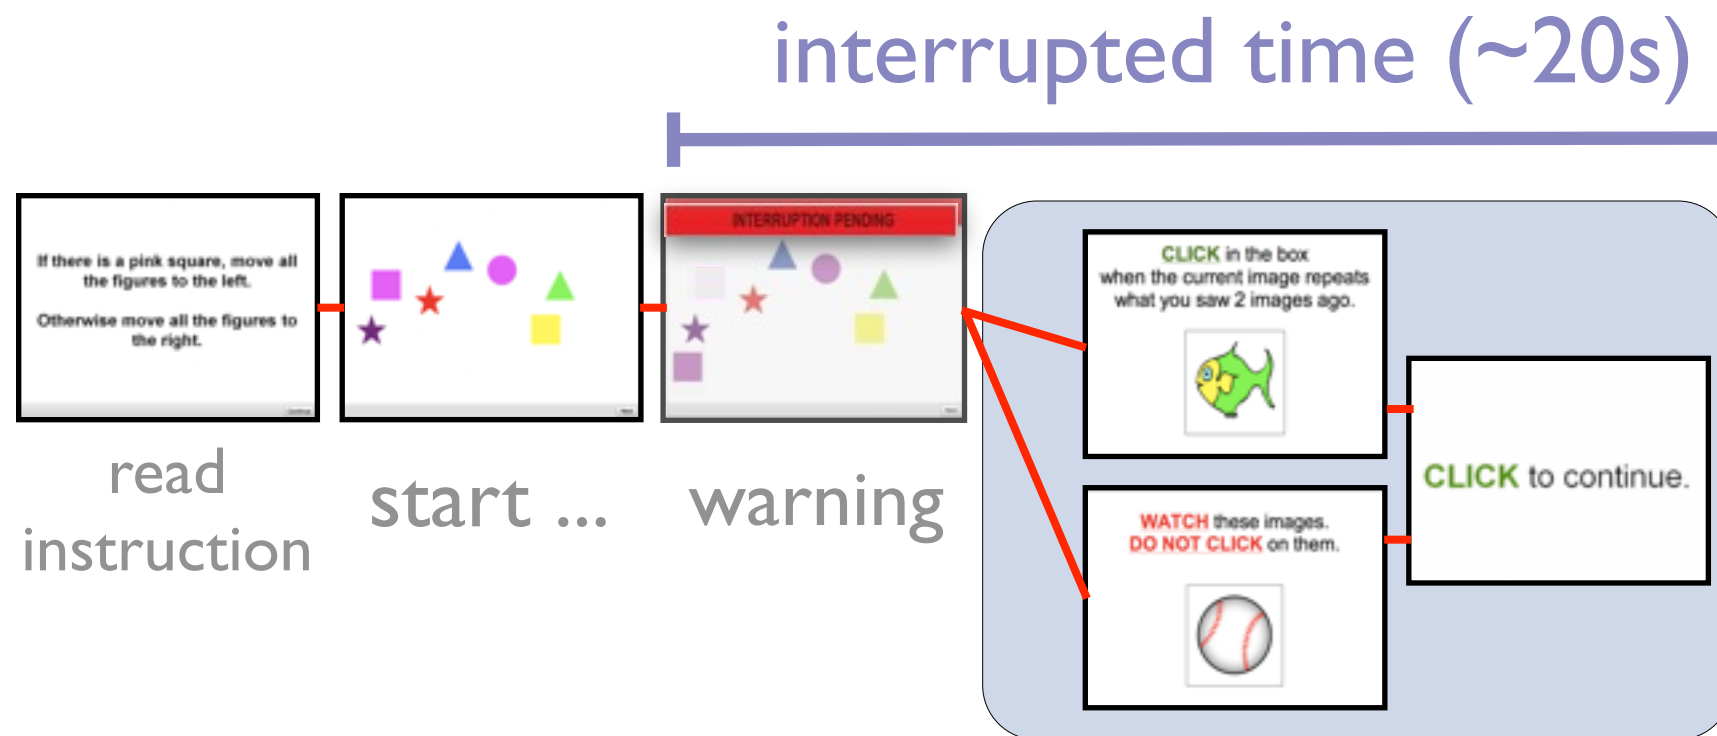 interrupted time (~20s)
If there is a pink square, move all
the figures to the left.
Otherwise move all the figures to
the right.
Continue
read
instruction
start ...
INTERRUPTION PENDING
warning
CLICK in the box
when the current image repeats
what you saw 2 images ago.
WATCH these images.
DO NOT CLICK on them.
CLICK to continue.